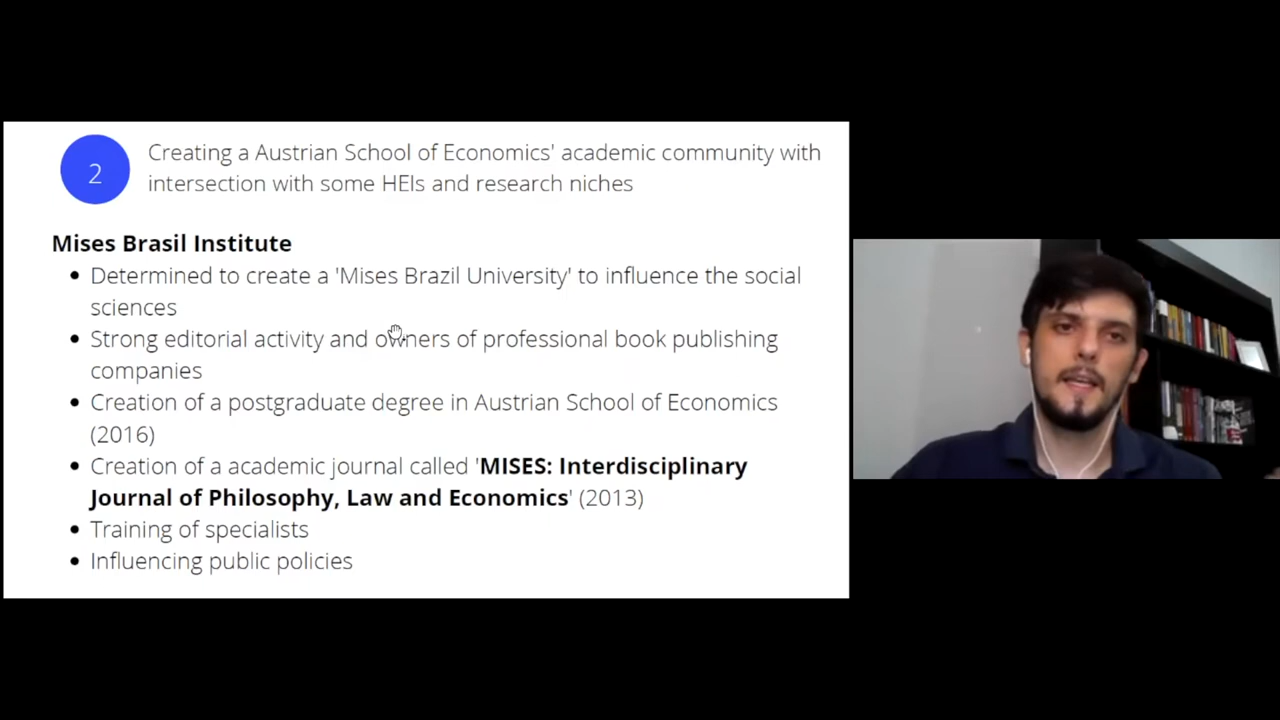 2
Creating a Austrian School of Economics' academic community with
intersection with some HEIs and research niches
Mises Brasil Institute
• Determined to create a 'Mises Brazil University' to influence the social
sciences
• Strong editorial activity and owners of professional book publishing
companies
• Creation of a postgraduate degree in Austrian School of Economics
(2016)
• Creation of a academic journal called 'MISES: Interdisciplinary
Journal of Philosophy, Law and Economics' (2013)
• Training of specialists
• Influencing public policies